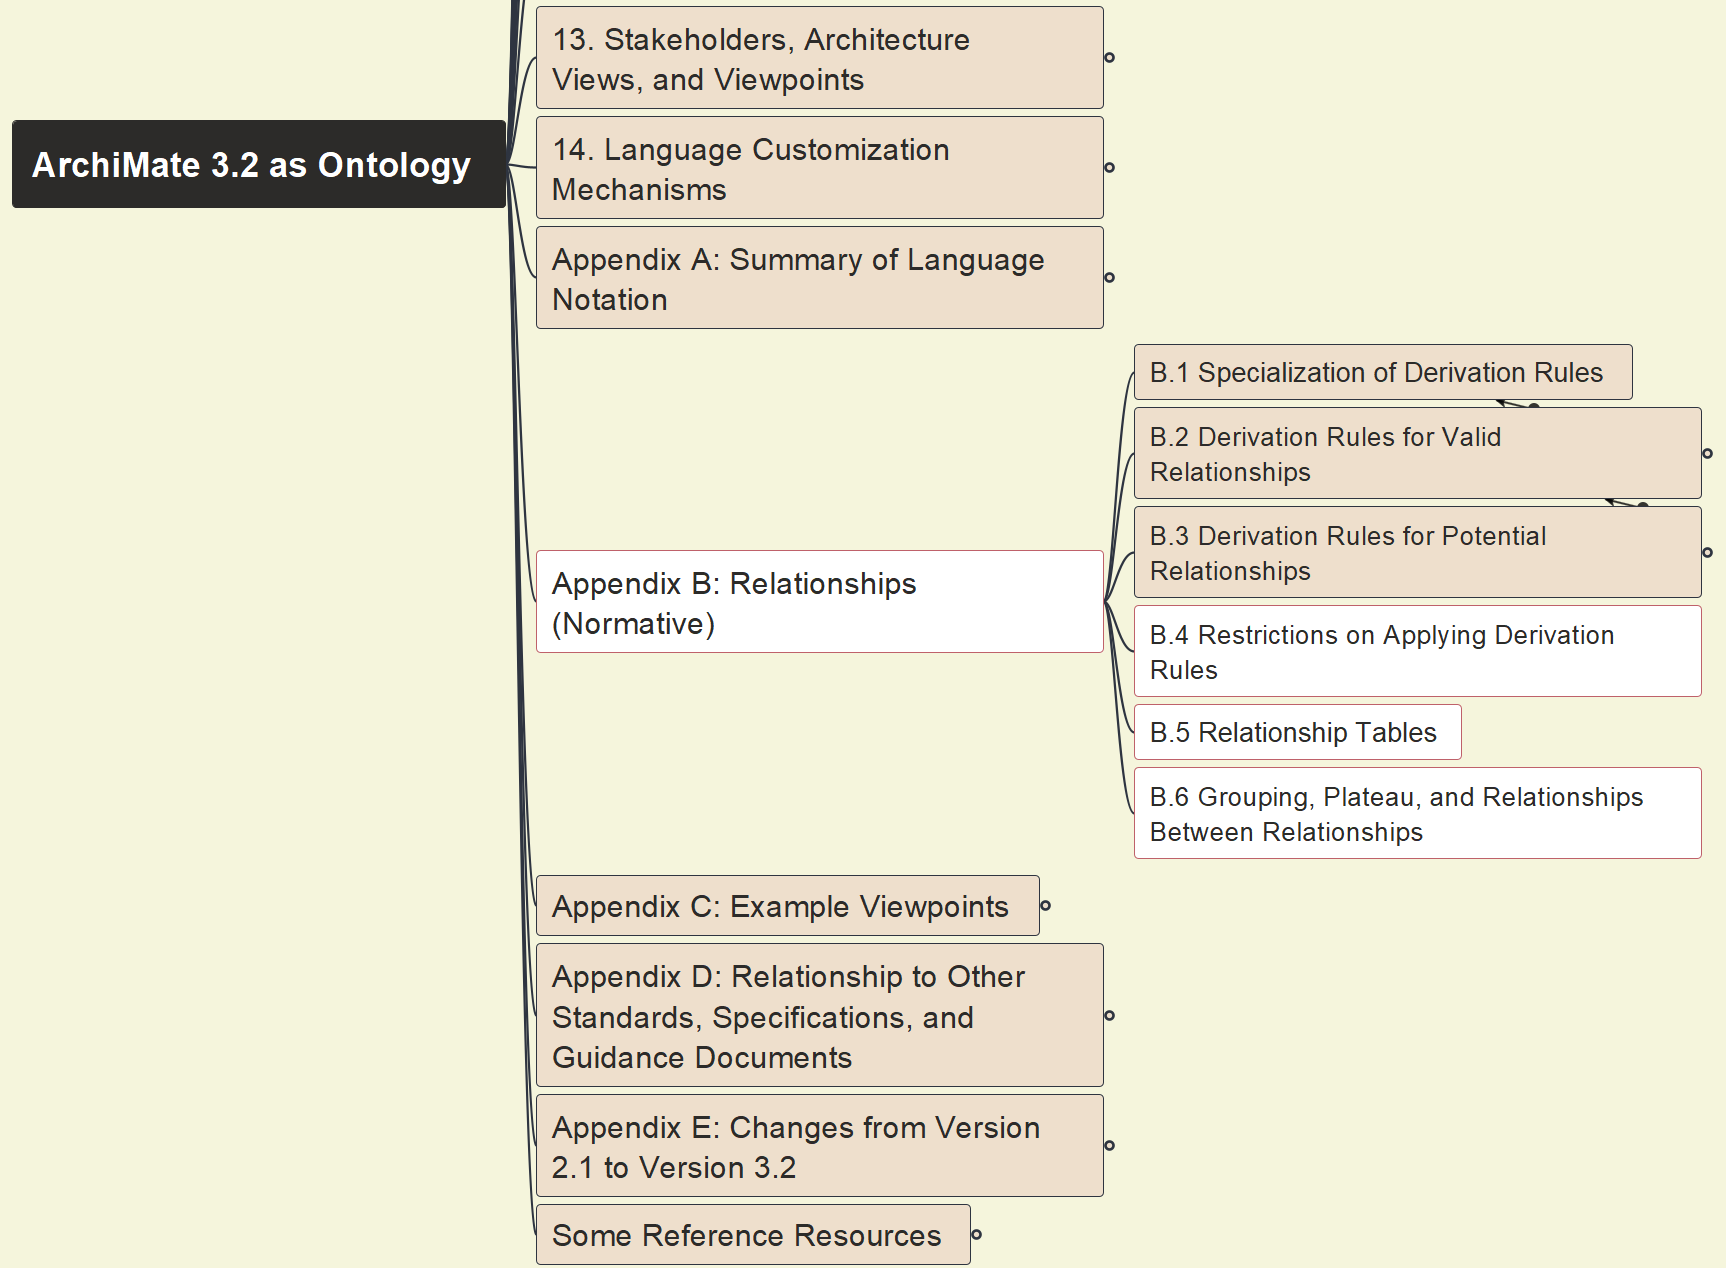 ArchiMate 3.2 as Ontology
13. Stakeholders, Architecture
Views, and Viewpoints
14. Language Customization
Mechanisms
Appendix A: Summary of Language
Notation
Appendix B: Relationships
(Normative)
B.1 Specialization of Derivation Rules
B.2 Derivation Rules for Valid
Relationships
B.3 Derivation Rules for Potential
Relationships
B.4 Restrictions on Applying Derivation
Rules
B.5 Relationship Tables
B.6 Grouping, Plateau, and Relationships
Between Relationships
Appendix C: Example Viewpoints
Appendix D: Relationship to Other
Standards, Specifications, and
Guidance Documents
Appendix E: Changes from Version
2.1 to Version 3.2
Some Reference Resources